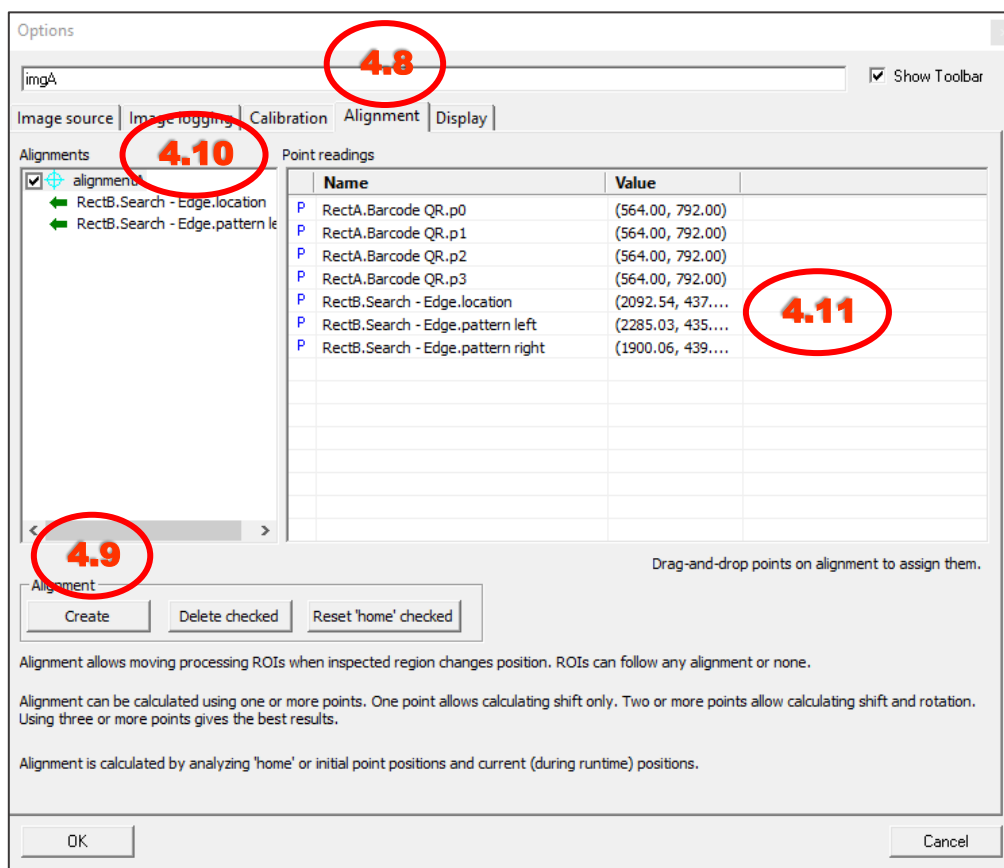 Options
4.8
imgA
Show Toolbar
Image source Image logging Calibration Alignment Display
4.10
Alignments Point readings
alignmentA
RectB.Search - Edge.location
RectB.Search - Edge.pattern le
Name Value
P RectA.Barcode QR.p0 (564.00, 792.00)
P RectA.Barcode QR.p1 (564.00, 792.00)
P RectA.Barcode QR.p2 (564.00, 792.00)
P RectA.Barcode QR.p3 (564.00, 792.00)
P RectB.Search - Edge.location (2092.54, 437....
P RectB.Search - Edge.pattern left (2285.03, 435....
P RectB.Search - Edge.pattern right (1900.06, 439....
4.11
4.9
Drag-and-drop points on alignment to assign them.
Alignment
Create Delete checked Reset 'home' checked
Alignment allows moving processing ROIs when inspected region changes position. ROIs can follow any alignment or none.
Alignment can be calculated using one or more points. One point allows calculating shift only. Two or more points allow calculating shift and rotation.
Using three or more points gives the best results.
Alignment is calculated by analyzing 'home' or initial point positions and current (during runtime) positions.
OK Cancel